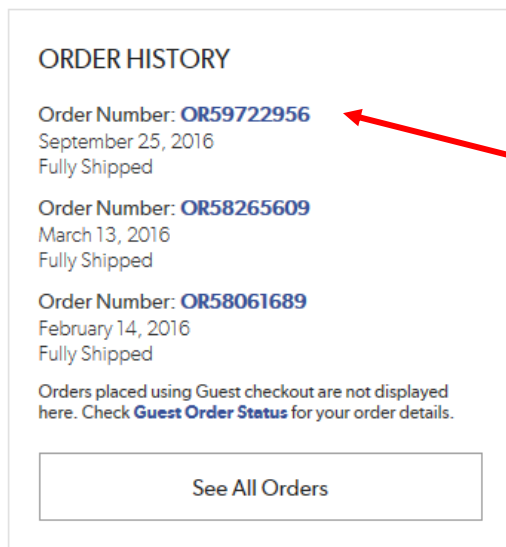 ORDER HISTORY
Order Number: OR59722956
September 25, 2016
Fully Shipped
Order Number: OR58265609
March 13, 2016
Fully Shipped
Order Number: OR58061689
February 14, 2016
Fully Shipped
Orders placed using Guest checkout are not displayed
here. Check Guest Order Status for your order details.
See All Orders